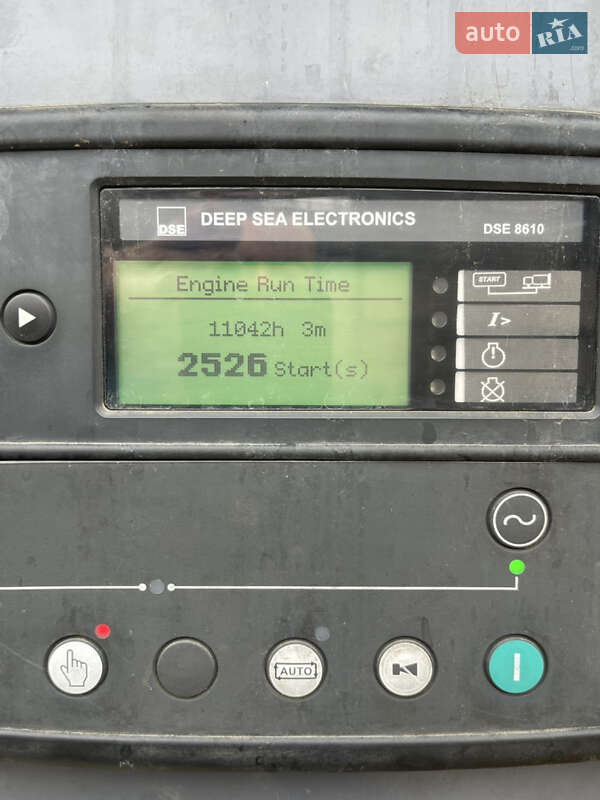 auto RIA .com
DSE DEEP SEA ELECTRONICS
DSE 8610
START
Engine Run Time
I>
11042h 3m
2526 Start(s)
AUTO